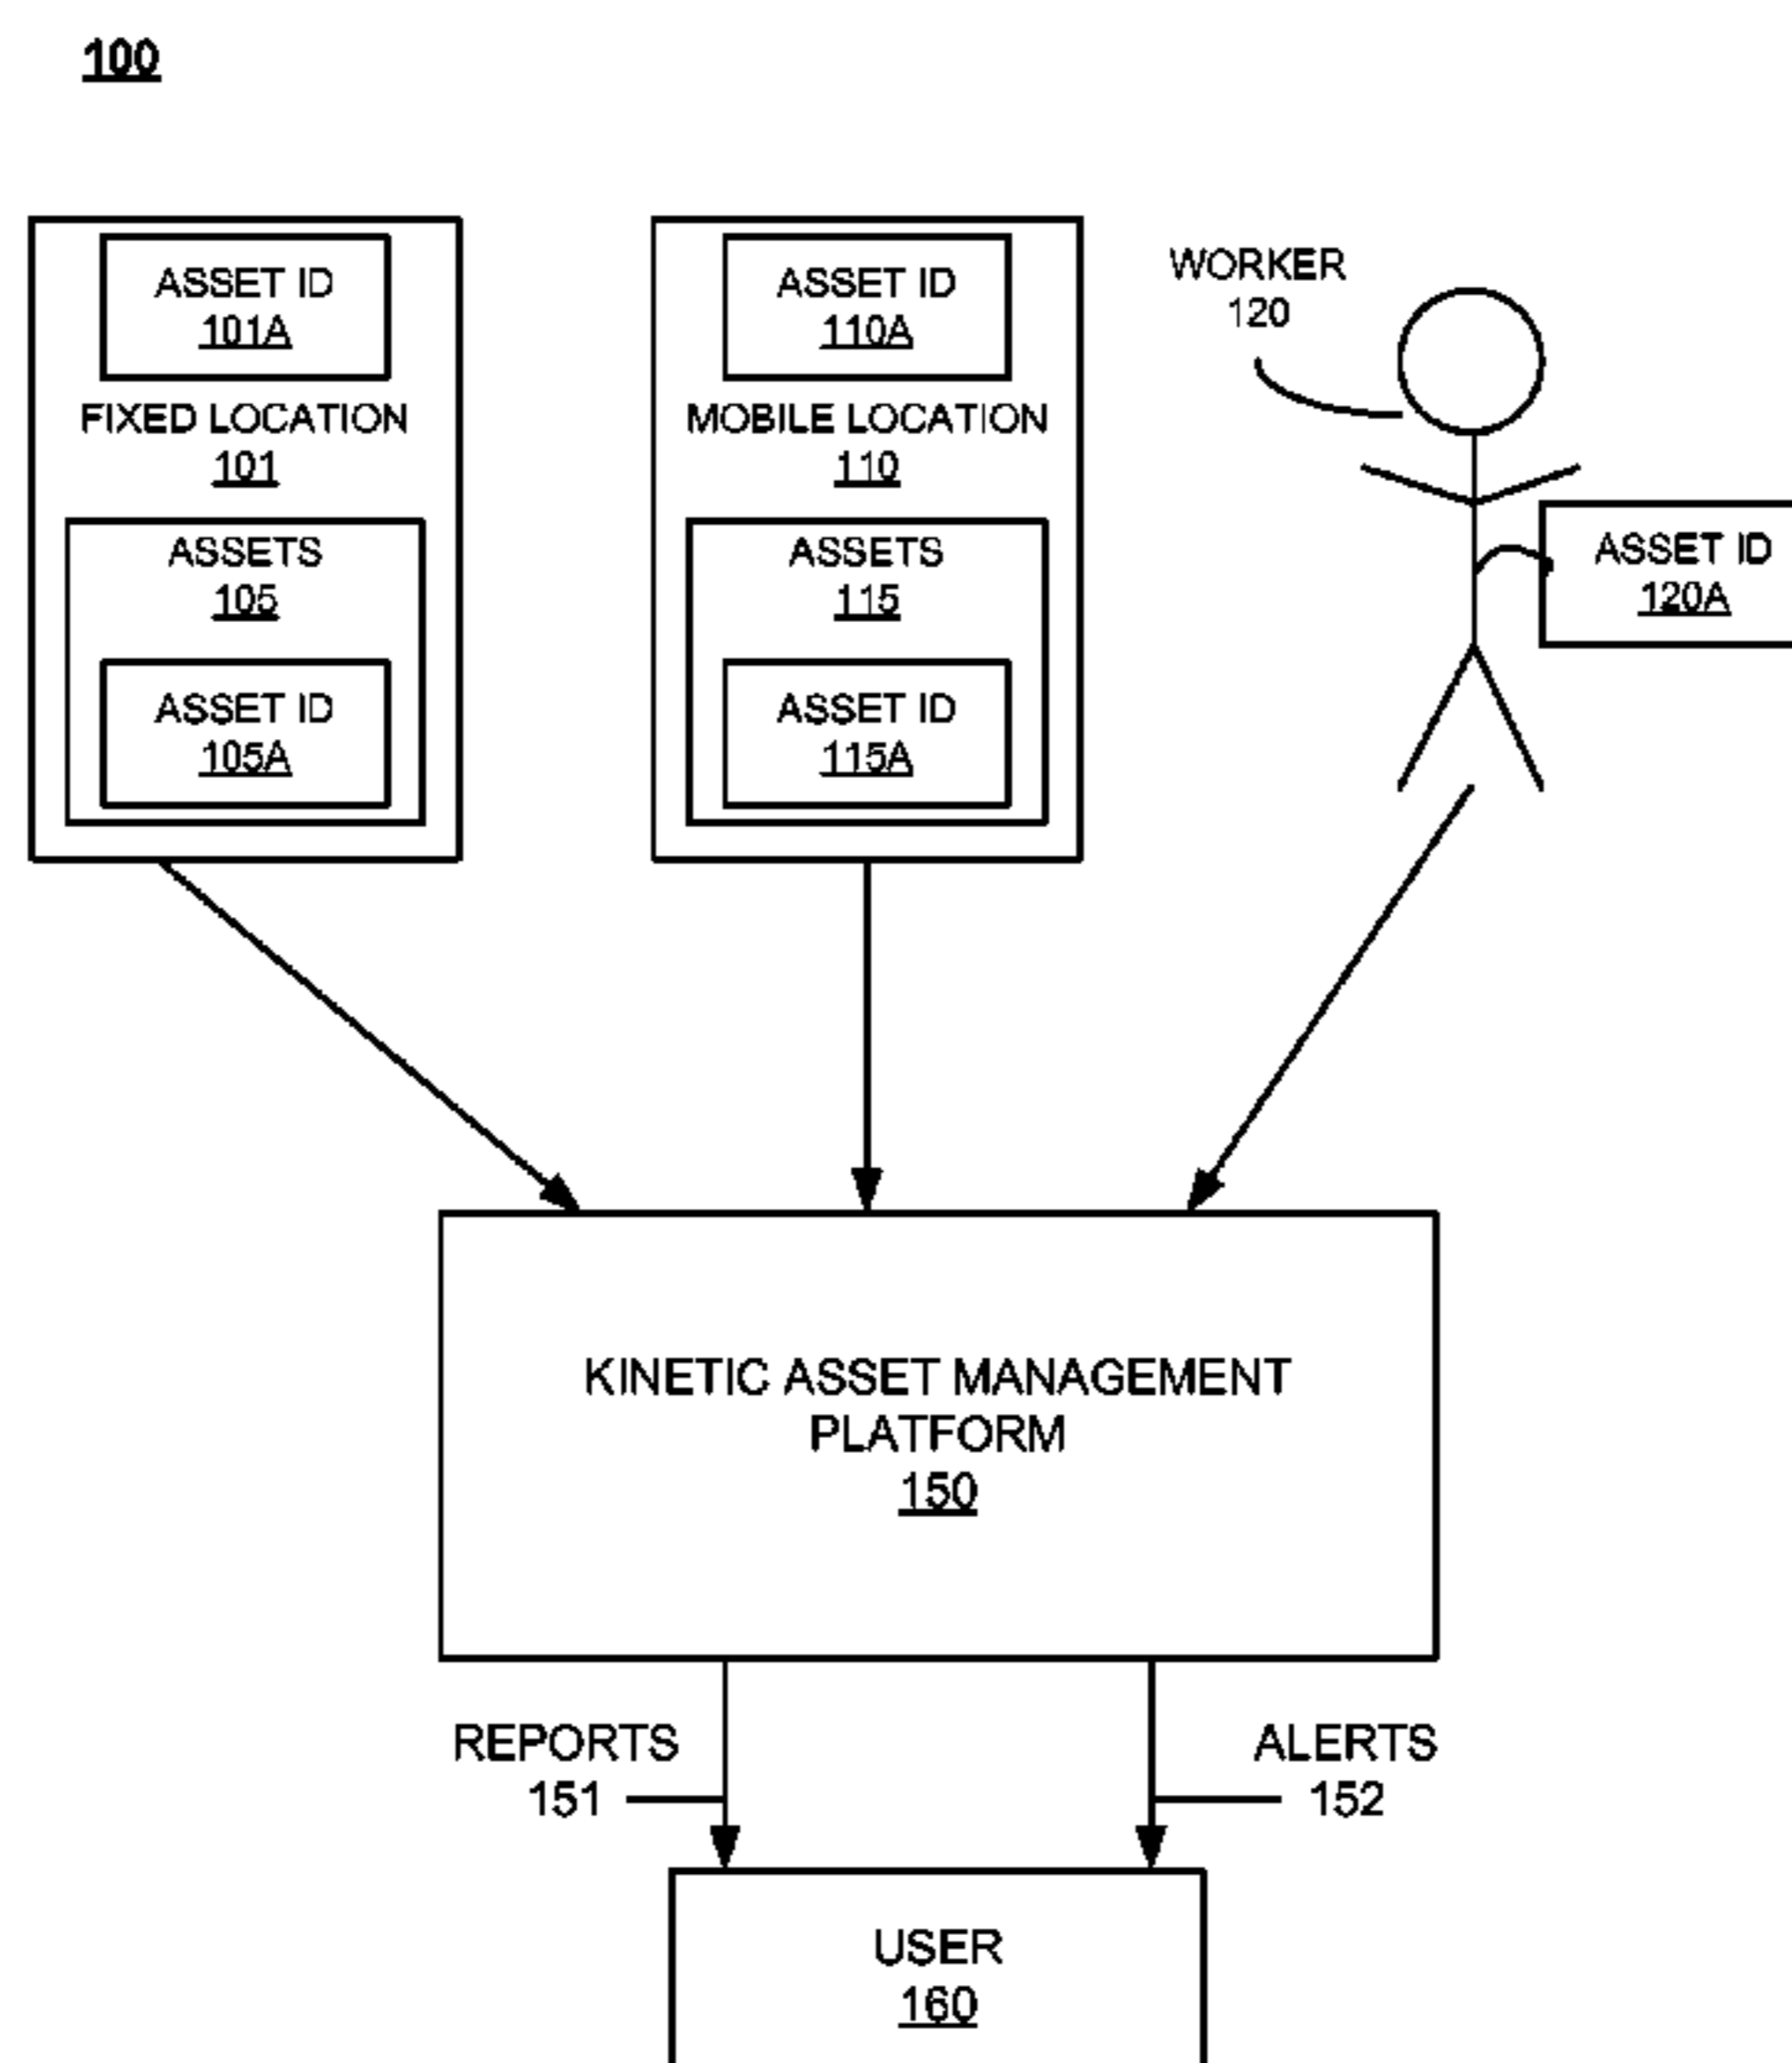 100
ASSET ID
101A
FIXED LOCATION
101
ASSETS
105
ASSET ID
105A
ASSET ID
110A
MOBILE LOCATION
110
ASSETS
115
ASSET ID
115A
WORKER
120
ASSET ID
120A
KINETIC ASSET MANAGEMENT
PLATFORM
150
REPORTS
151
ALERTS
152
USER
160